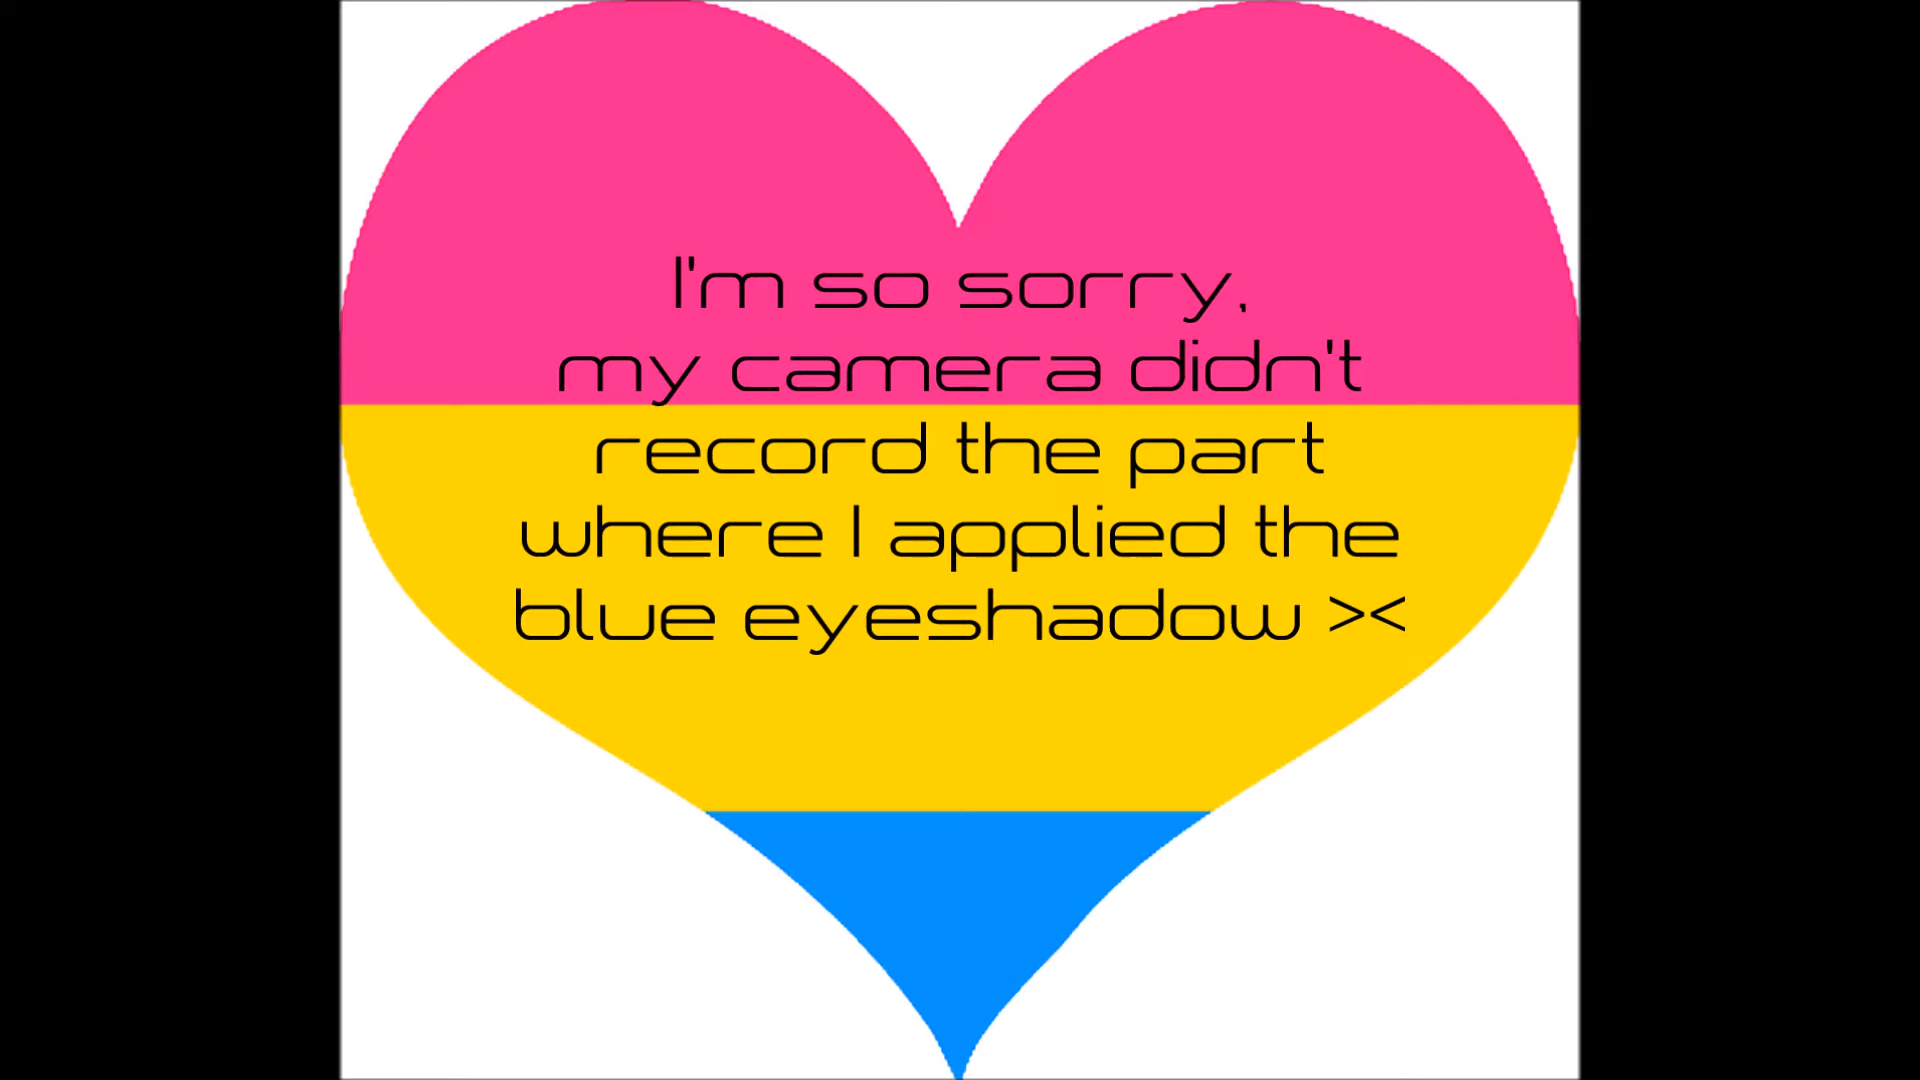 I'm so sorry,
my camera didn't
record the part
where I applied the
blue eyeshadow ><